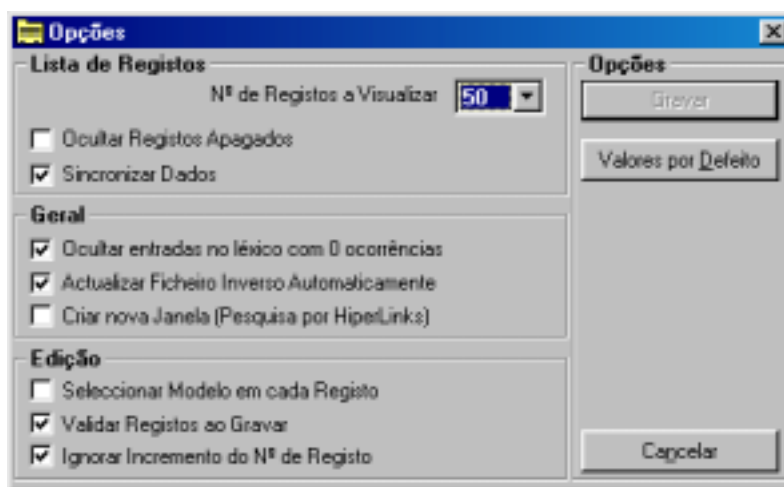 Opções
Lista de Registos
Nº de Registos a Visualizar 50
Ocultar Registos Apagados
Sincronizar Dados
Geral
Ocultar entradas no léxico com 0 ocorrências
Actualizar Ficheiro Inverso Automaticamente
Criar nova Janela (Pesquisa por HiperLinks)
Edição
Seleccionar Modelo em cada Registo
Validar Registos ao Gravar
Ignorar Incremento do Nº de Registo
Opções
Gravar
Valores por Defeito
Cancelar